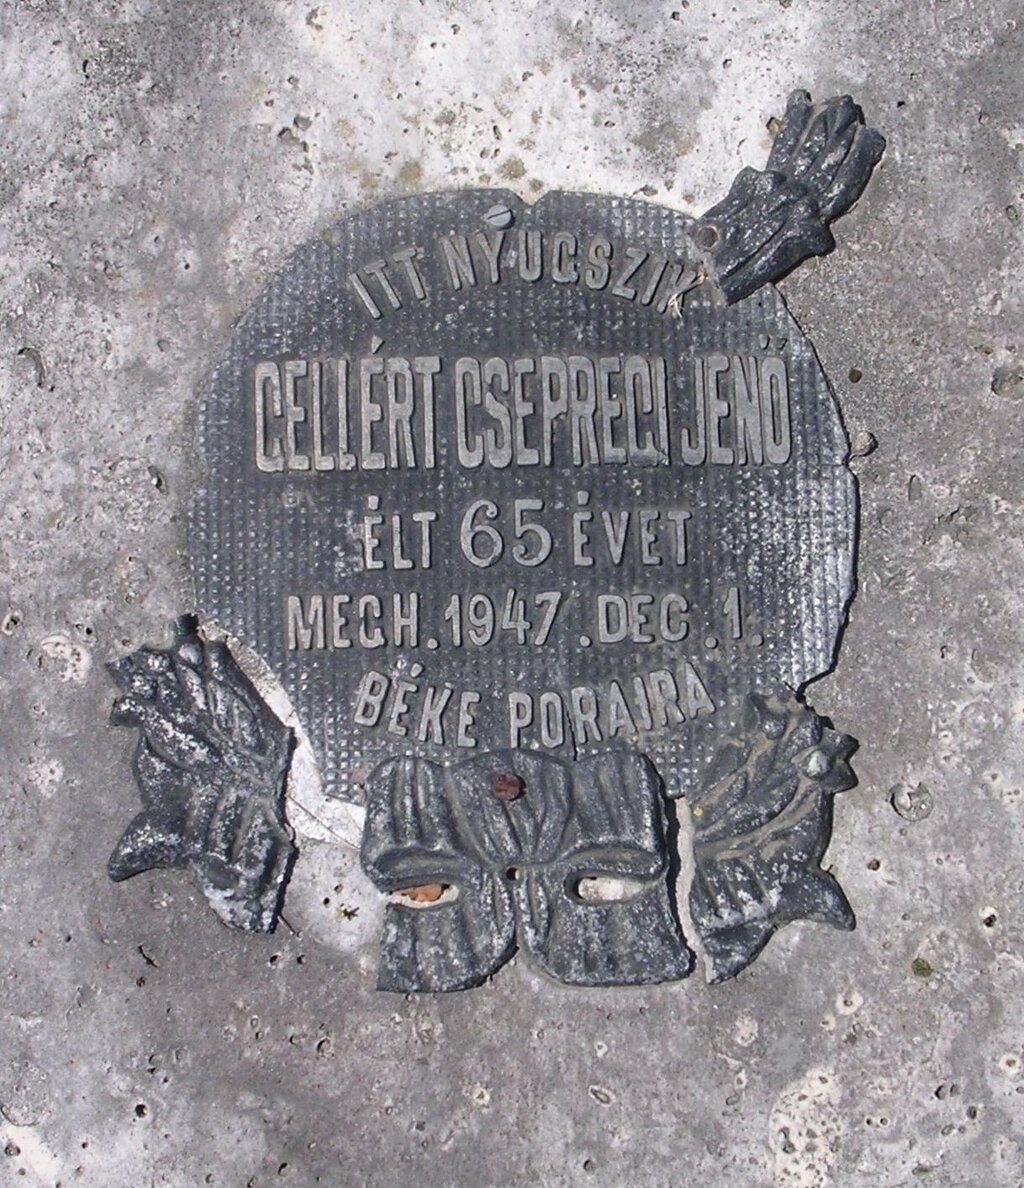 ITT NYUGSZIK
GELLÉRT CSEPREGI JENŐ
ÉLT 65 ÉVET
MEGH. 1947. DEC. 1.
BÉKE PORAIRA